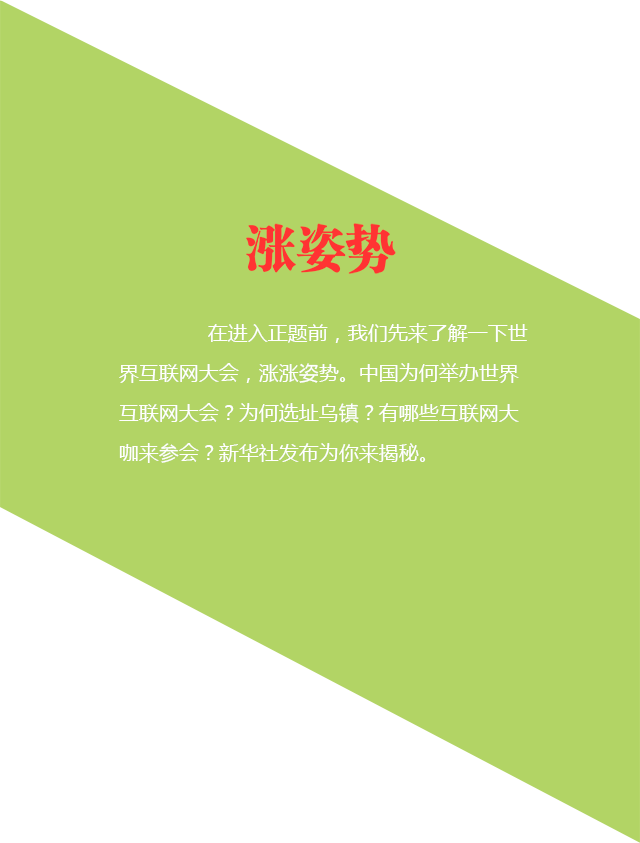 涨姿势
在进入正题前，我们先来了解一下世
界互联网大会，涨涨姿势。中国为何举办世界
互联网大会？为何选址乌镇？有哪些互联网大
咖来参会？新华社发布为你来揭秘。